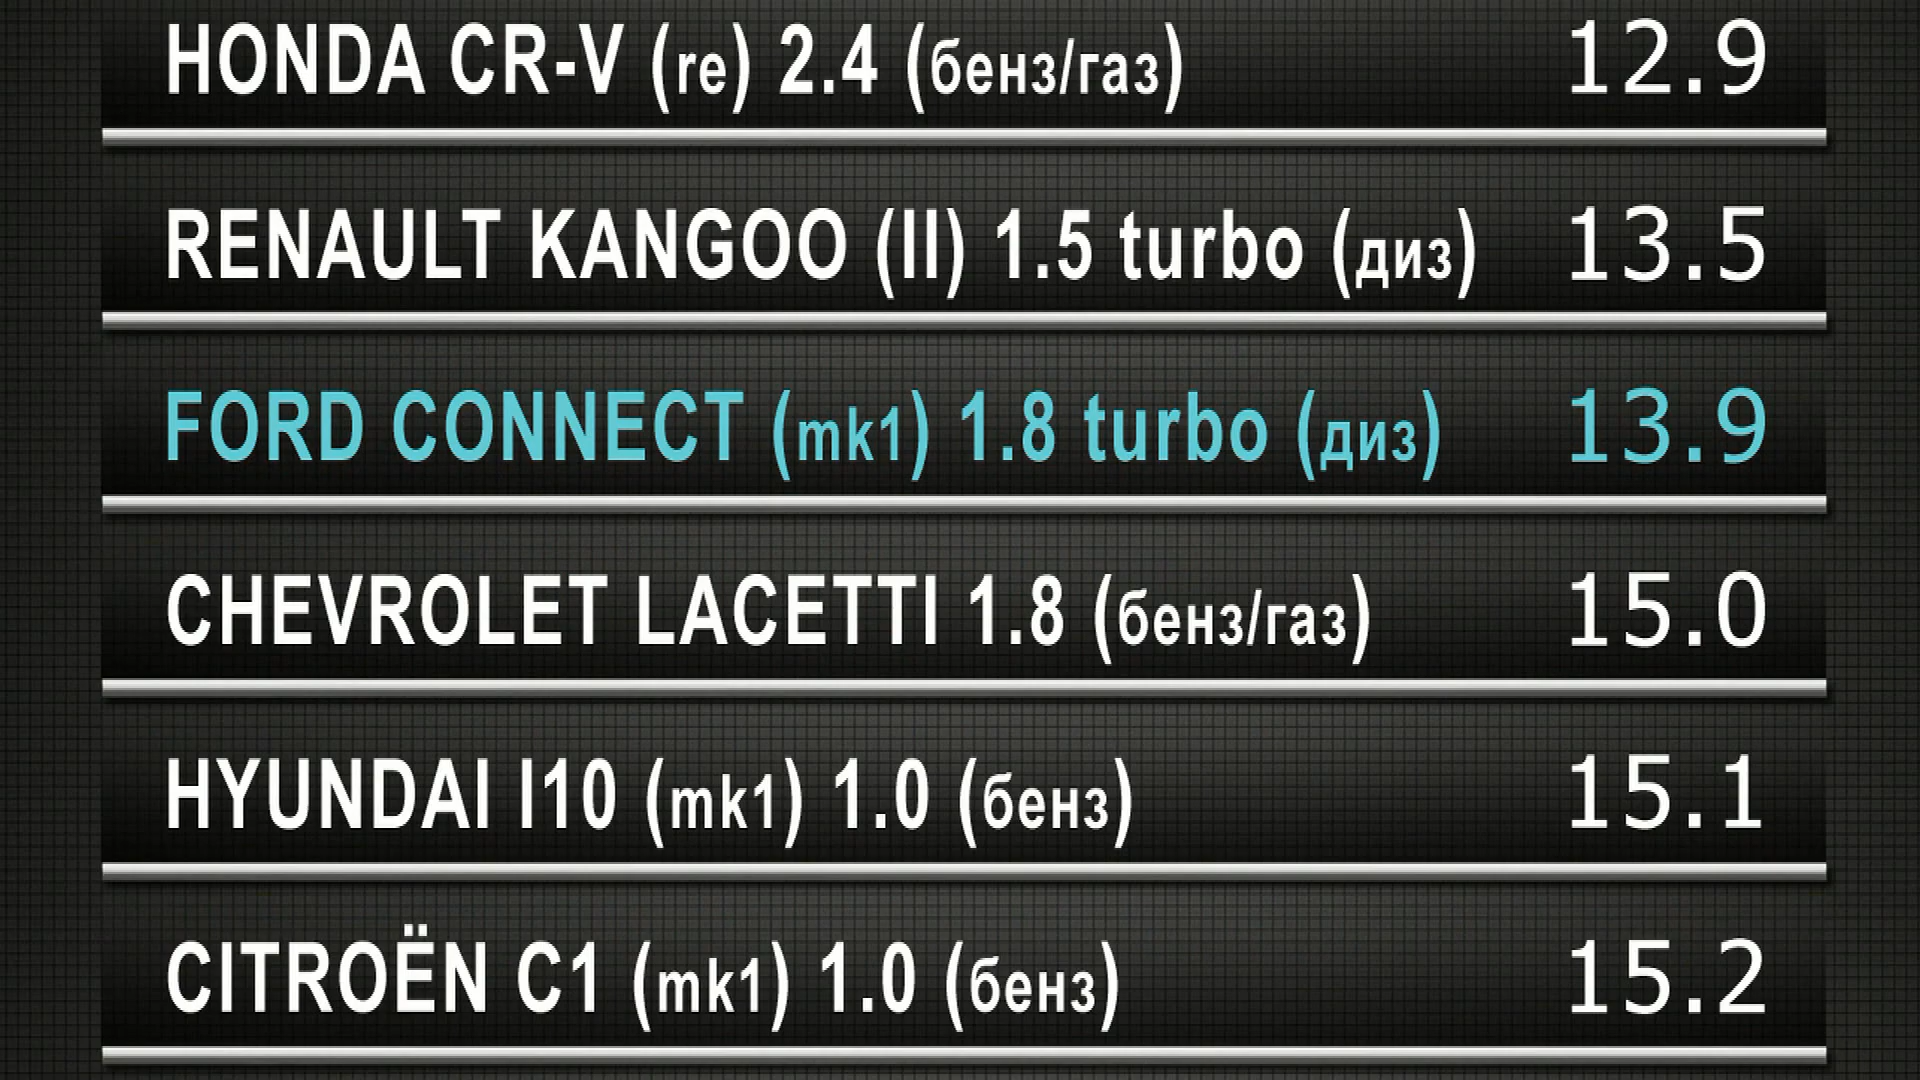 HONDA CR-V (re) 2.4 (бенз/газ) 12.9
RENAULT KANGOO (II) 1.5 turbo (диз) 13.5
FORD CONNECT (mk1) 1.8 turbo (диз) 13.9
CHEVROLET LACETTI 1.8 (бенз/газ) 15.0
HYUNDAI I10 (mk1) 1.0 (бенз) 15.1
CITROËN C1 (mk1) 1.0 (бенз) 15.2